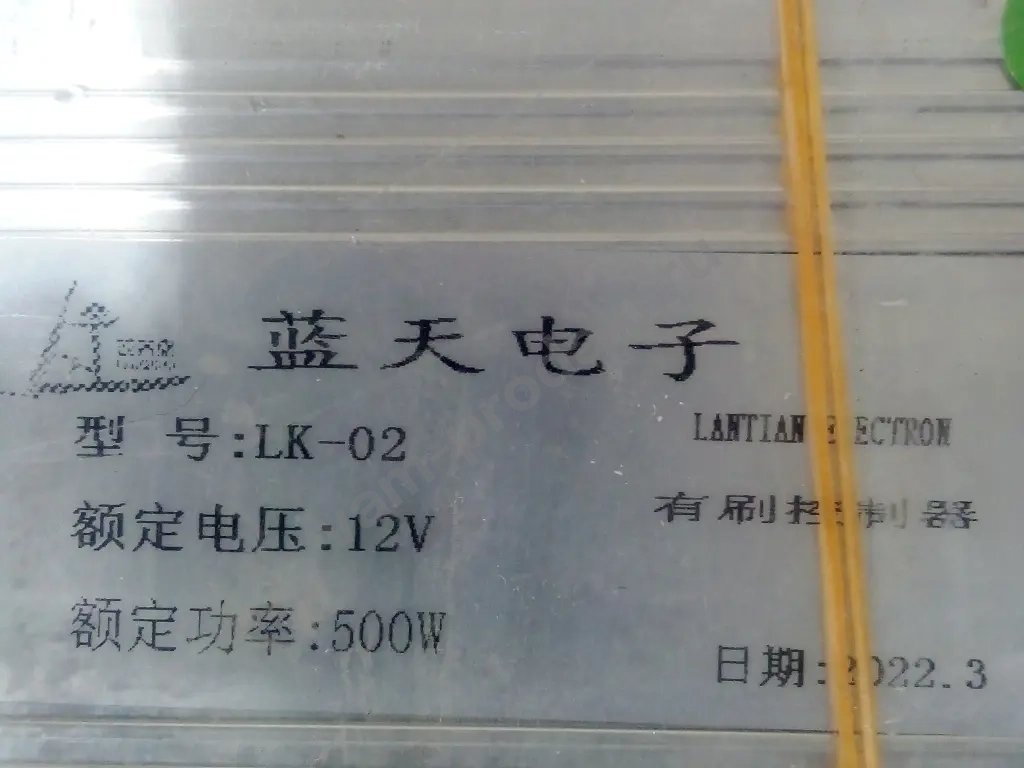 蓝天电子
型 号:LK-02
LANTIAN ELECTRON
额定电压:12V
有刷控制器
额定功率:500W
日期:2022.3